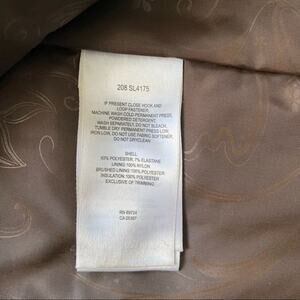 208 SL4175
IF PRESENT CLOSE HOOK AND
LOOP FASTENER.
MACHINE WASH COLD PERMANENT PRESS,
POWDERED DETERGENT.
WASH SEPARATELY, DO NOT BLEACH,
TUMBLE DRY PERMANENT PRESS LOW,
IRON LOW, DO NOT USE FABRIC SOFTENER,
DO NOT DRYCLEAN
SHELL:
93% POLYESTER, 7% ELASTANE
LINING: 100% NYLON
BRUSHED LINING: 100% POLYESTER
INSULATION: 100% POLYESTER
EXCLUSIVE OF TRIMMING.
RN 89724
CA 05367